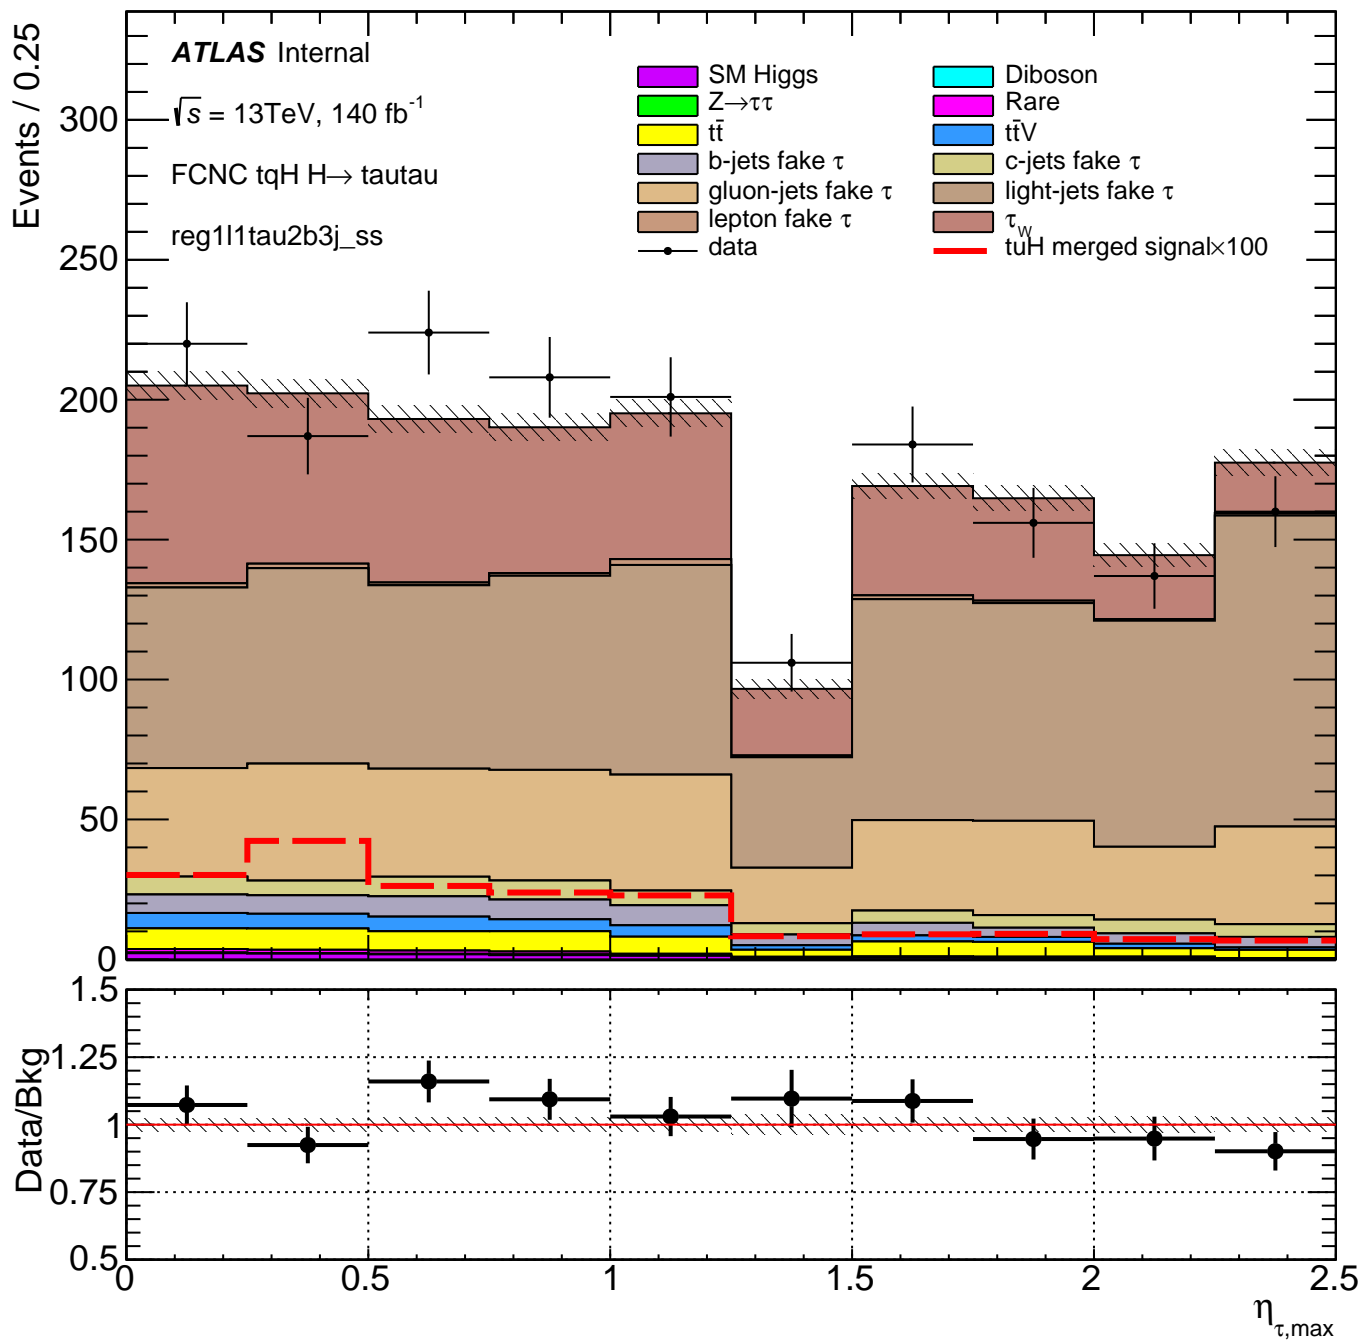 Events / 0.25
300
250
200
150
100
50
0
ATLAS Internal
√s = 13TeV, 140 fb⁻¹
FCNC tqH H→ tautau
reg1l1tau2b3j_ss
SM Higgs
Diboson
Z→ττ
Rare
tt̄
tt̄V
b-jets fake τ
c-jets fake τ
gluon-jets fake τ
light-jets fake τ
lepton fake τ
τ_W
data
tuH merged signal×100
Data/Bkg
1.5
1.25
1
0.75
0.5
0 0.5 1 1.5 2 2.5
η_τ,max